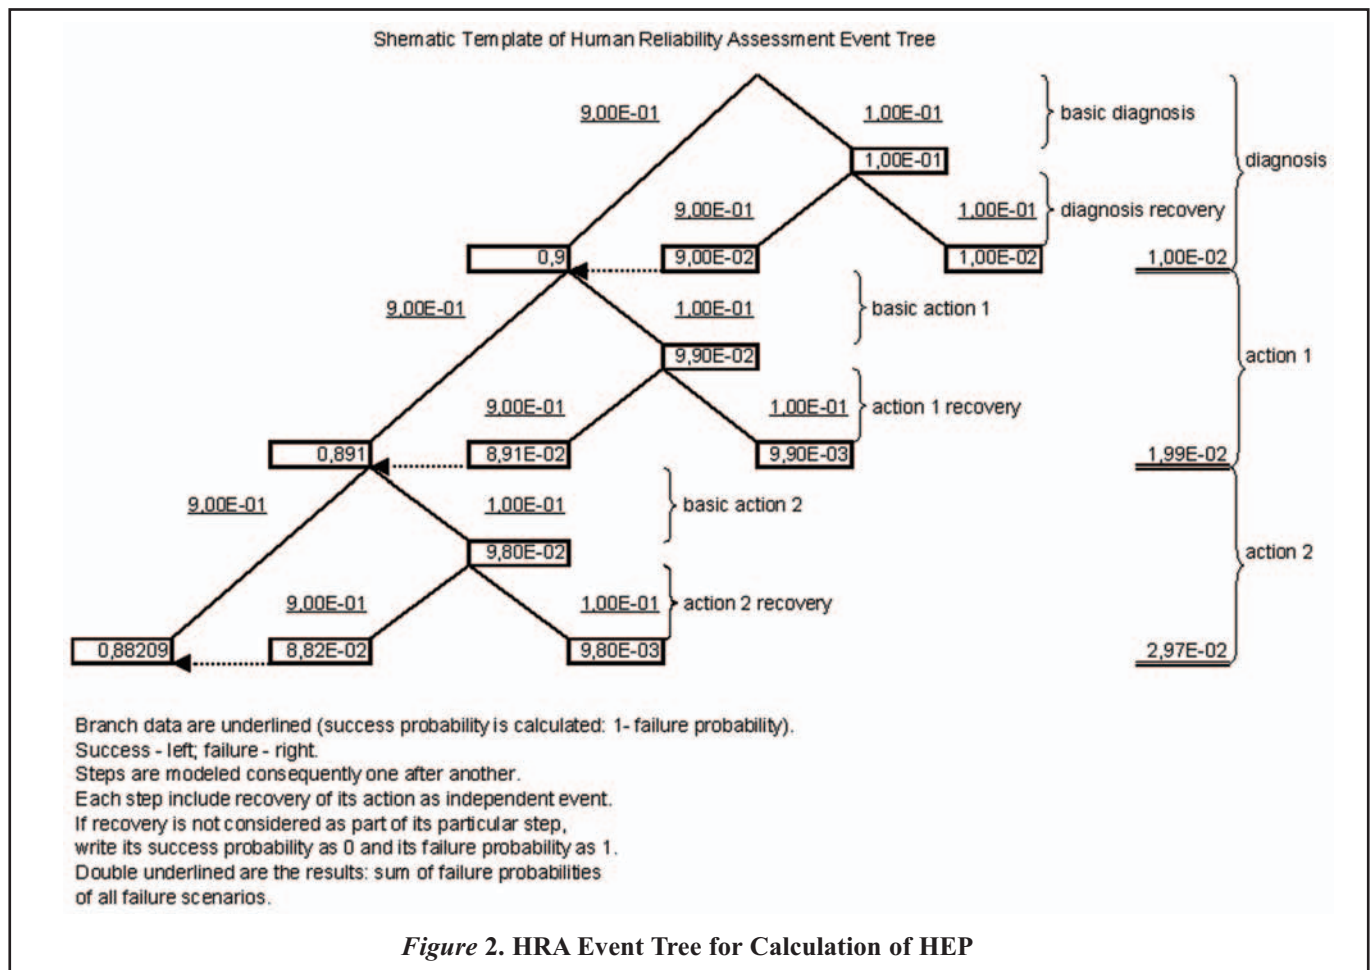 Shematic Template of Human Reliability Assessment Event Tree
9,00E-01
1,00E-01
basic diagnosis
1,00E-01
diagnosis
9,00E-01
1,00E-01
diagnosis recovery
0,9
9,00E-02
1,00E-02
1,00E-02
9,00E-01
1,00E-01
basic action 1
9,90E-02
action 1
9,00E-01
1,00E-01
action 1 recovery
0,891
8,91E-02
9,90E-03
1,99E-02
9,00E-01
1,00E-01
basic action 2
9,80E-02
action 2
9,00E-01
1,00E-01
action 2 recovery
0,88209
8,82E-02
9,80E-03
2,97E-02
Branch data are underlined (success probability is calculated: 1- failure probability).
Success - left; failure - right.
Steps are modeled consequently one after another.
Each step include recovery of its action as independent event.
If recovery is not considered as part of its particular step,
write its success probability as 0 and its failure probability as 1.
Double underlined are the results: sum of failure probabilities
of all failure scenarios.
Figure 2. HRA Event Tree for Calculation of HEP